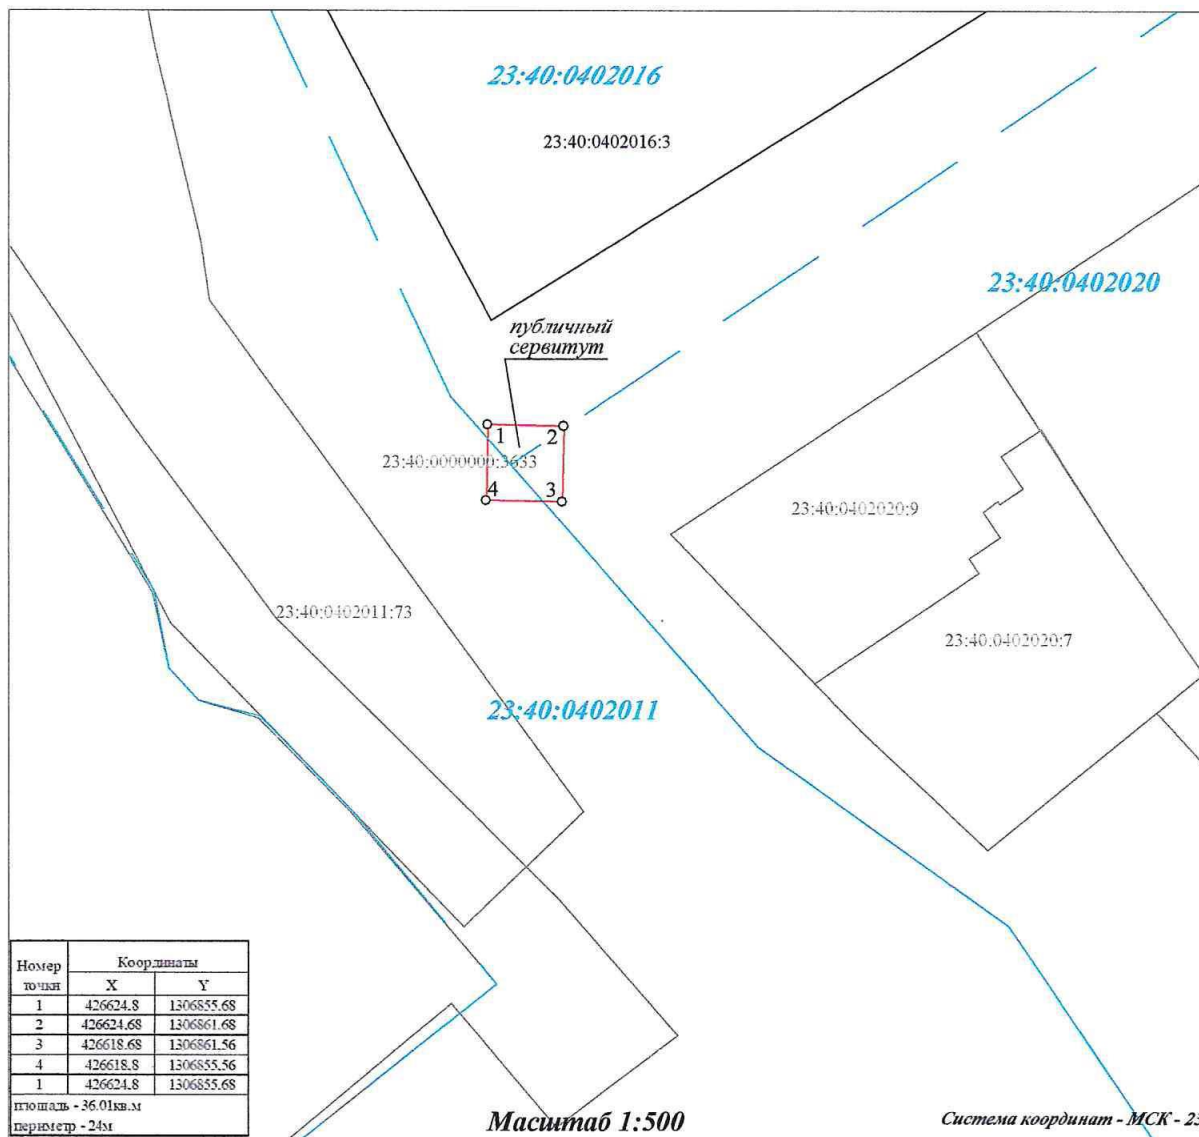 23:40:0402016
23:40:0402016:3
23:40:0402020
публичный
сервитут
1
2
23:40:0000000:3633
4
3
23:40:0402020:9
23:40:0402011:73
23:40:0402020:7
23:40:0402011
Номер точки Координаты
X Y
1 426624.8 1306855.68
2 426624.68 1306861.68
3 426618.68 1306861.56
4 426618.8 1306855.56
1 426624.8 1306855.68
площадь - 36.01кв.м
периметр - 24м
Масштаб 1:500
Система координат - МСК - 23